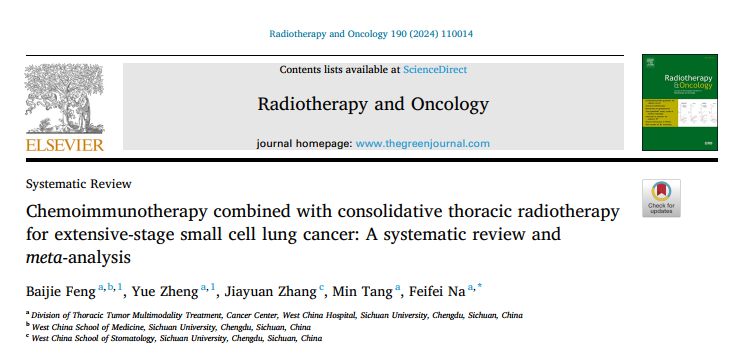 Radiotherapy and Oncology 190 (2024) 110014
ELSEVIER
Contents lists available at ScienceDirect
Radiotherapy and Oncology
journal homepage: www.thegreenjournal.com
Radiotherapy
&Oncology
Systematic Review
Check for
updates
Chemoimmunotherapy combined with consolidative thoracic radiotherapy
for extensive-stage small cell lung cancer: A systematic review and
meta-analysis
Baijie Feng a,b,1, Yue Zheng a,1, Jiayuan Zhang c, Min Tang a, Feifei Na a,*
a Division of Thoracic Tumor Multimodality Treatment, Cancer Center, West China Hospital, Sichuan University, Chengdu, Sichuan, China
b West China School of Medicine, Sichuan University, Chengdu, Sichuan, China
c West China School of Stomatology, Sichuan University, Chengdu, Sichuan, China